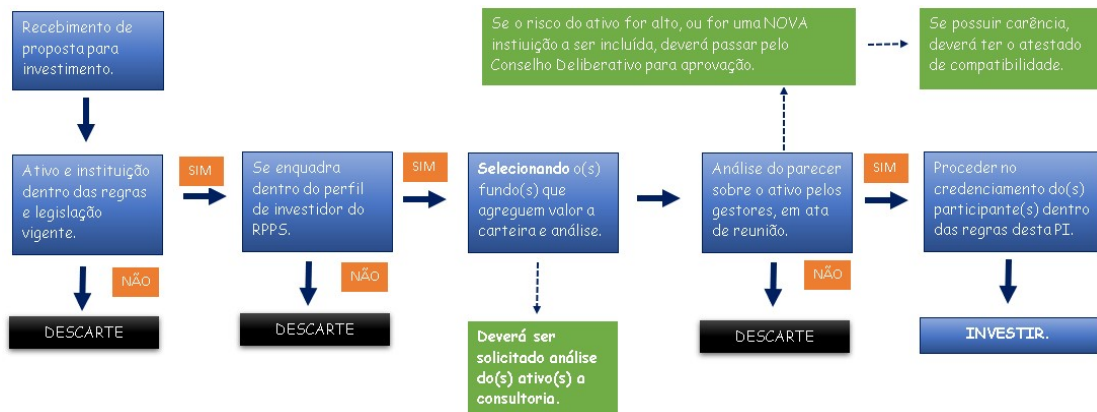 Recebimento de
proposta para
investimento.
Se o risco do ativo for alto, ou for uma NOVA
instiuição a ser incluída, deverá passar pelo
Conselho Deliberativo para aprovação.
Se possuir carência,
deverá ter o atestado
de compatibilidade.
Ativo e instituição
dentro das regras
e legislação
vigente.
SIM
Se enquadra
dentro do perfil
de investidor do
RPPS.
SIM
Selecionando o(s)
fundo(s) que
agreguem valor a
carteira e análise.
Análise do parecer
sobre o ativo pelos
gestores, em ata
de reunião.
SIM
Proceder no
credenciamento do(s)
participante(s) dentro
das regras desta PI.
NÃO
NÃO
NÃO
DESCARTE
DESCARTE
Deverá ser
solicitado análise
do(s) ativo(s) a
consultoria.
DESCARTE
INVESTIR.